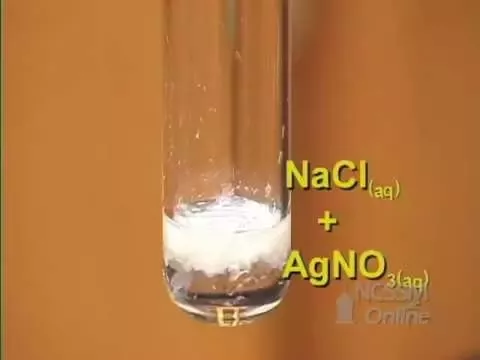 NaCl(aq)
+
AgNO3(aq)
NCSSM
Online